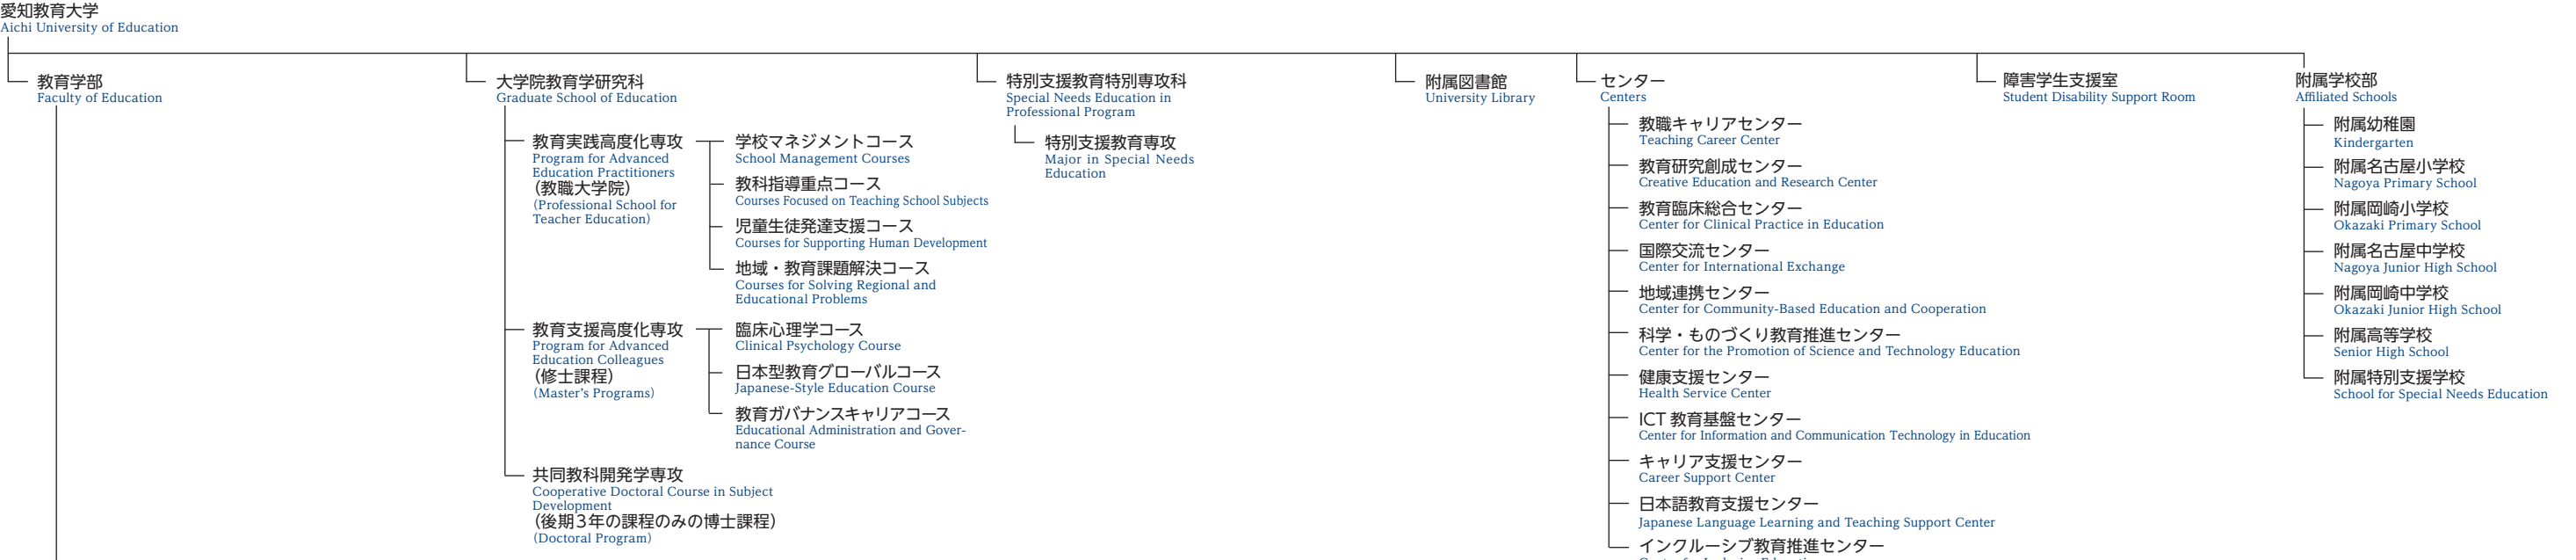 愛知教育大学
Aichi University of Education
教育学部
Faculty of Education
大学院教育学研究科
Graduate School of Education
教育実践高度化専攻
Program for Advanced
Education Practitioners
（教職大学院）
(Professional School for
Teacher Education)
学校マネジメントコース
School Management Courses
教科指導重点コース
Courses Focused on Teaching School Subjects
児童生徒発達支援コース
Courses for Supporting Human Development
地域・教育課題解決コース
Courses for Solving Regional and
Educational Problems
教育支援高度化専攻
Program for Advanced
Education Colleagues
（修士課程）
(Master's Programs)
臨床心理学コース
Clinical Psychology Course
日本型教育グローバルコース
Japanese-Style Education Course
教育ガバナンスキャリアコース
Educational Administration and Gover-
nance Course
共同教科開発学専攻
Cooperative Doctoral Course in Subject
Development
（後期３年の課程のみの博士課程）
(Doctoral Program)
特別支援教育特別専攻科
Special Needs Education in
Professional Program
特別支援教育専攻
Major in Special Needs
Education
附属図書館
University Library
センター
Centers
教職キャリアセンター
Teaching Career Center
教育研究創成センター
Creative Education and Research Center
教育臨床総合センター
Center for Clinical Practice in Education
国際交流センター
Center for International Exchange
地域連携センター
Center for Community-Based Education and Cooperation
科学・ものづくり教育推進センター
Center for the Promotion of Science and Technology Education
健康支援センター
Health Service Center
ICT 教育基盤センター
Center for Information and Communication Technology in Education
キャリア支援センター
Career Support Center
日本語教育支援センター
Japanese Language Learning and Teaching Support Center
インクルーシブ教育推進センター
障害学生支援室
Student Disability Support Room
附属学校部
Affiliated Schools
附属幼稚園
Kindergarten
附属名古屋小学校
Nagoya Primary School
附属岡崎小学校
Okazaki Primary School
附属名古屋中学校
Nagoya Junior High School
附属岡崎中学校
Okazaki Junior High School
附属高等学校
Senior High School
附属特別支援学校
School for Special Needs Education